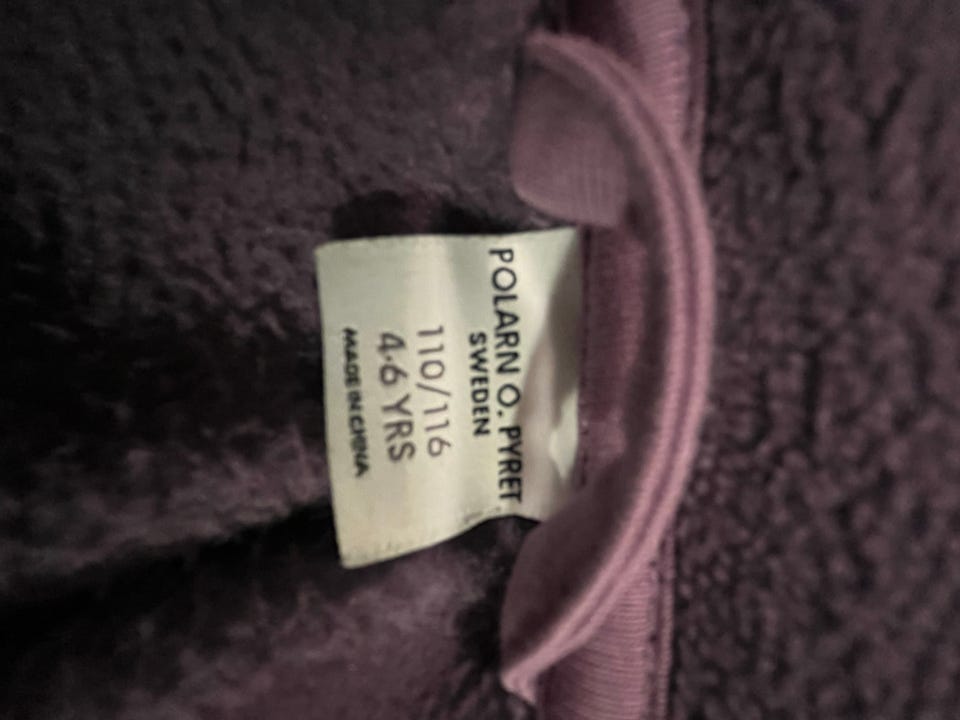 POLARN O. PYRET
SWEDEN
110/116
4-6 YRS
MADE IN CHINA